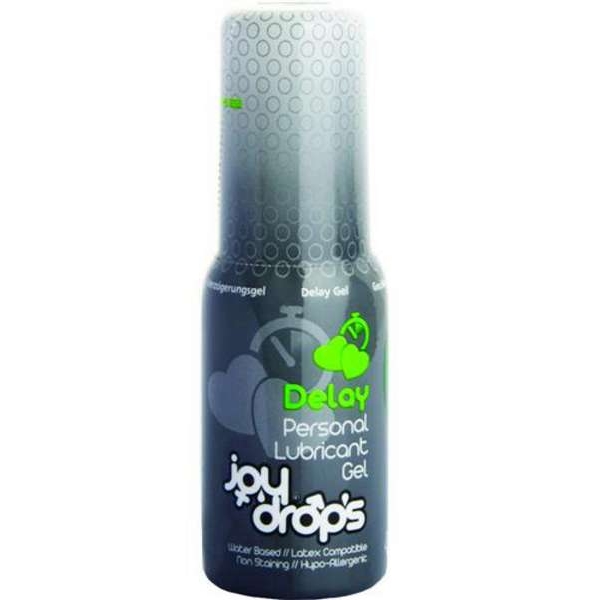 Delay Gel
Delay
Personal
Lubricant
Gel
joy
drop's
Water Based // Latex Compatible
Non Staining // Hypo-Allergenic